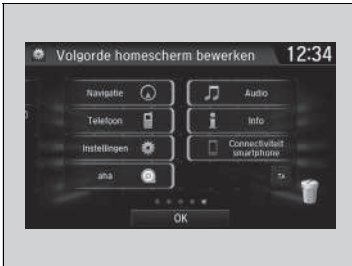 Volgorde homescherm bewerken 12:34
Navigatie
Audio
Telefoon
Info
Instellingen
Connectiviteit
smartphone
aha
OK